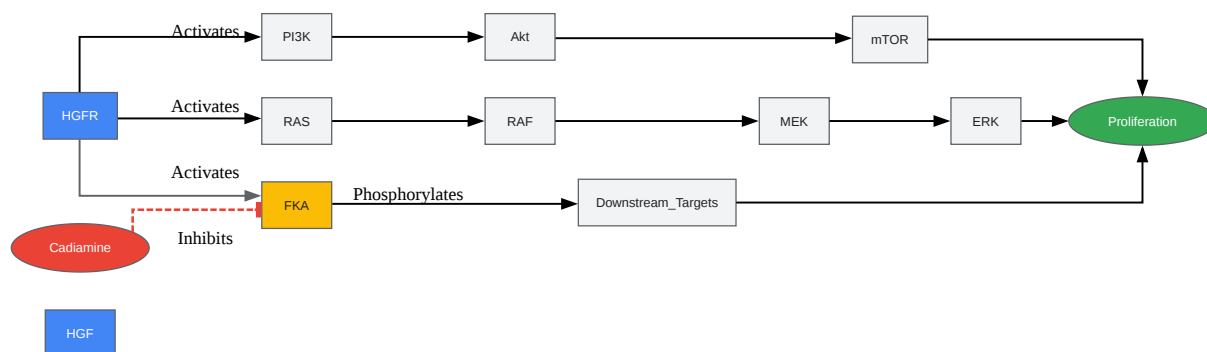 Activates
PI3K
Akt
mTOR
HGFR
Activates
RAS
RAF
MEK
ERK
Proliferation
Activates
FKA
Phosphorylates
Downstream_Targets
Cadiamine
Inhibits
HGF